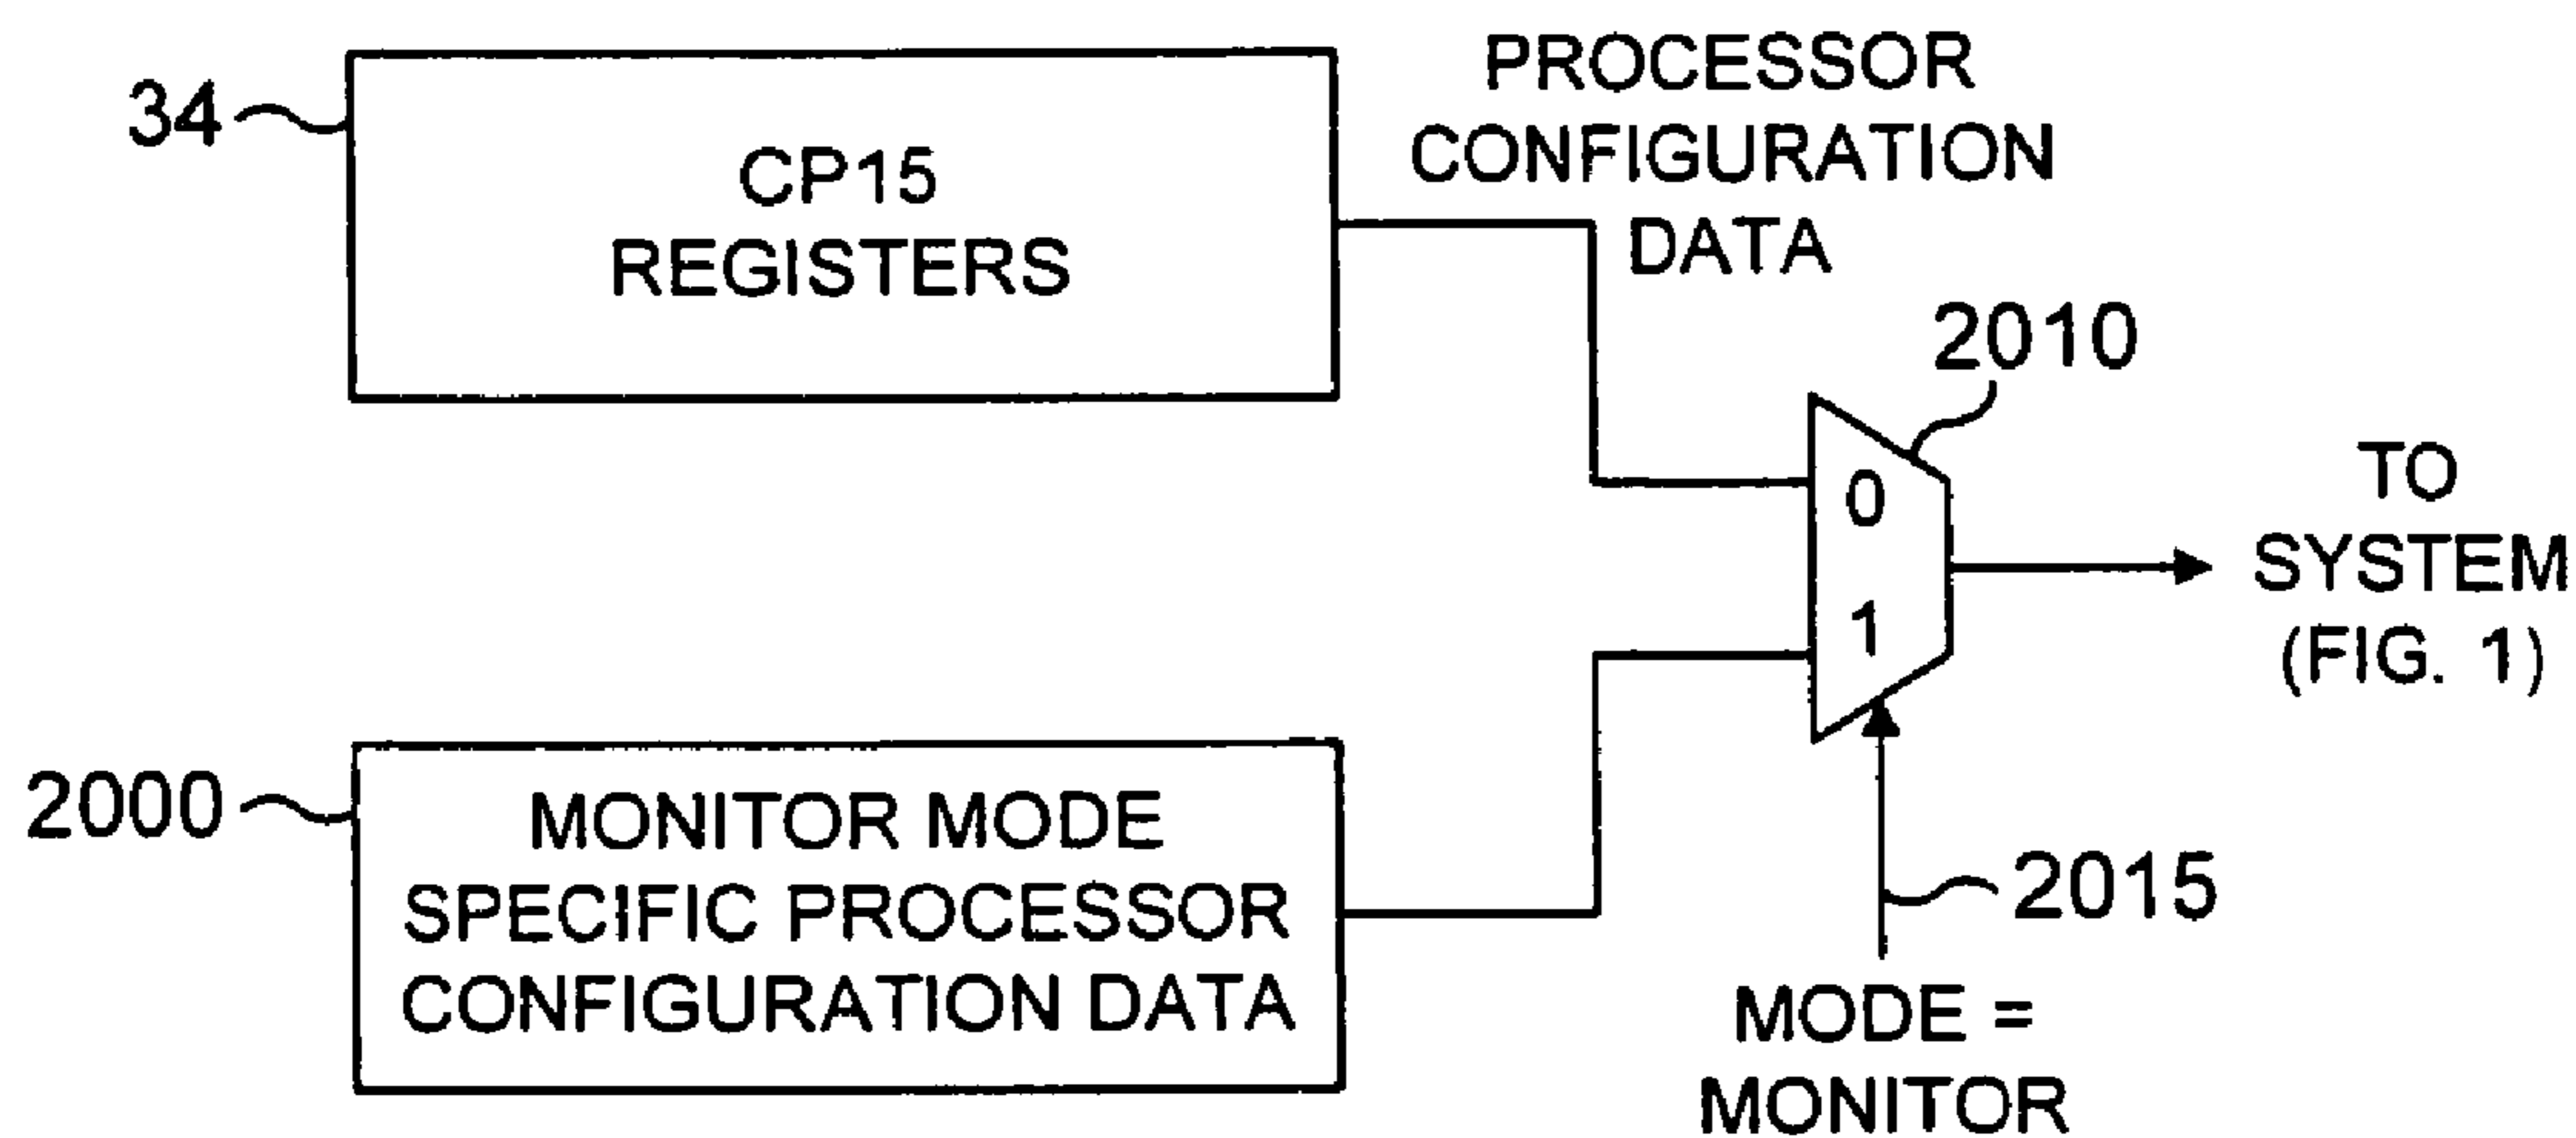 PROCESSOR
CONFIGURATION
DATA
34
CP15
REGISTERS
2010
0
1
TO
SYSTEM
(FIG. 1)
2000
MONITOR MODE
SPECIFIC PROCESSOR
CONFIGURATION DATA
2015
MODE =
MONITOR